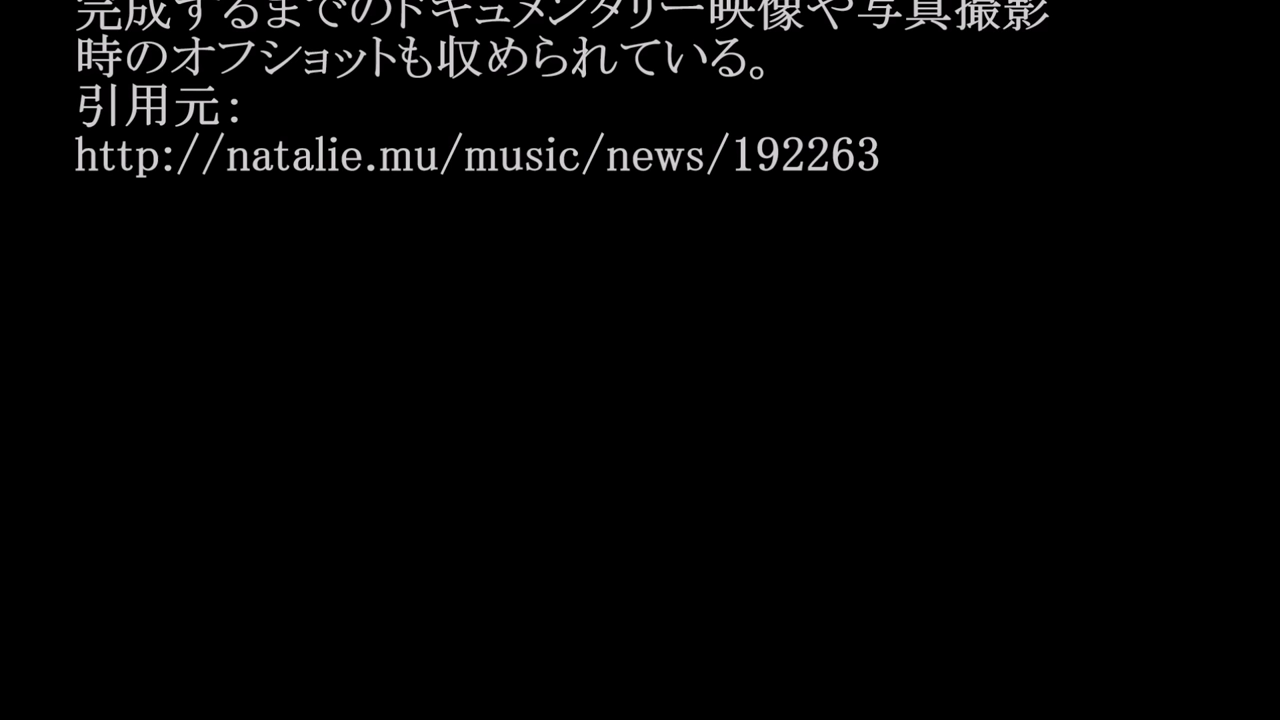 完成するまでのドキュメンタリー映像や写真撮影
時のオフショットも収められている。
引用元:
http://natalie.mu/music/news/192263